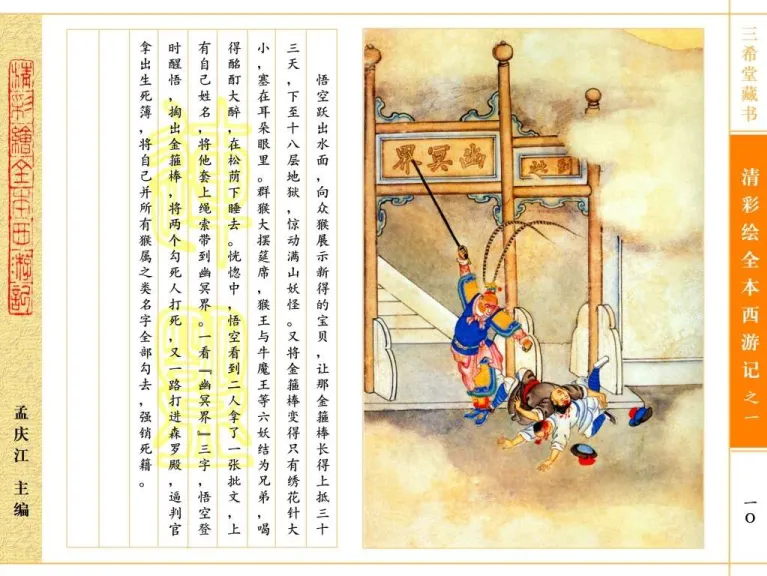 三希堂藏书
清彩绘全本西游记之一
一〇
幽冥界
悟空跃出水面，向众猴展示新得的宝贝，让那金箍棒长得上抵三十
三天，下至十八层地狱，惊动满山妖怪。又将金箍棒变得只有绣花针大
小，塞在耳朵眼里。群猴大摆筵席，猴王与牛魔王等六妖结为兄弟，喝
得酩酊大醉，在松荫下睡去。恍惚中，悟空看到二人拿了一张批文，上
有自己姓名，将他套上绳索带到幽冥界。一看『幽冥界』三字，悟空登
时醒悟，掏出金箍棒，将两个勾死人打死，又一路打进森罗殿，逼判官
拿出生死簿，将自己并所有猴属之类名字全部勾去，强销死籍。
清彩繪全本西游記
孟庆江 主编